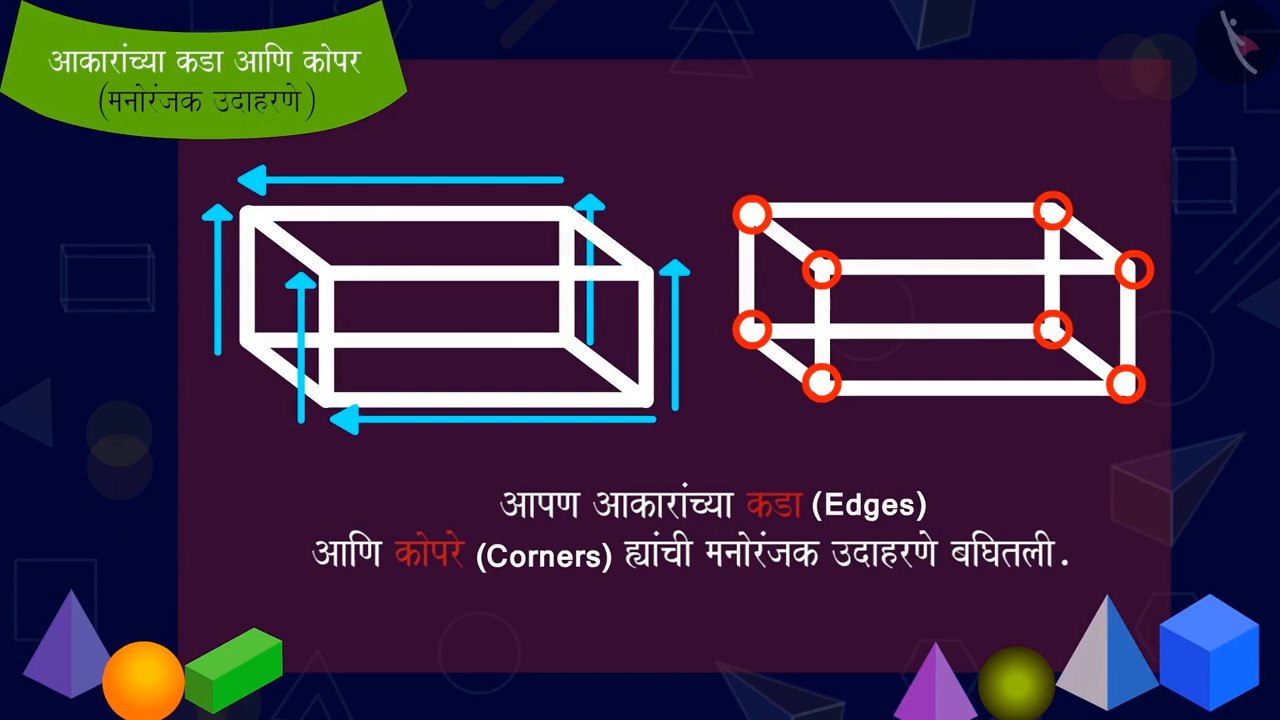 आकारांच्या कडा आणि कोपर
(मनोरंजक उदाहरणे)
आपण आकारांच्या कडा (Edges)
आणि कोपरे (Corners) ह्यांची मनोरंजक उदाहरणे बघितली.